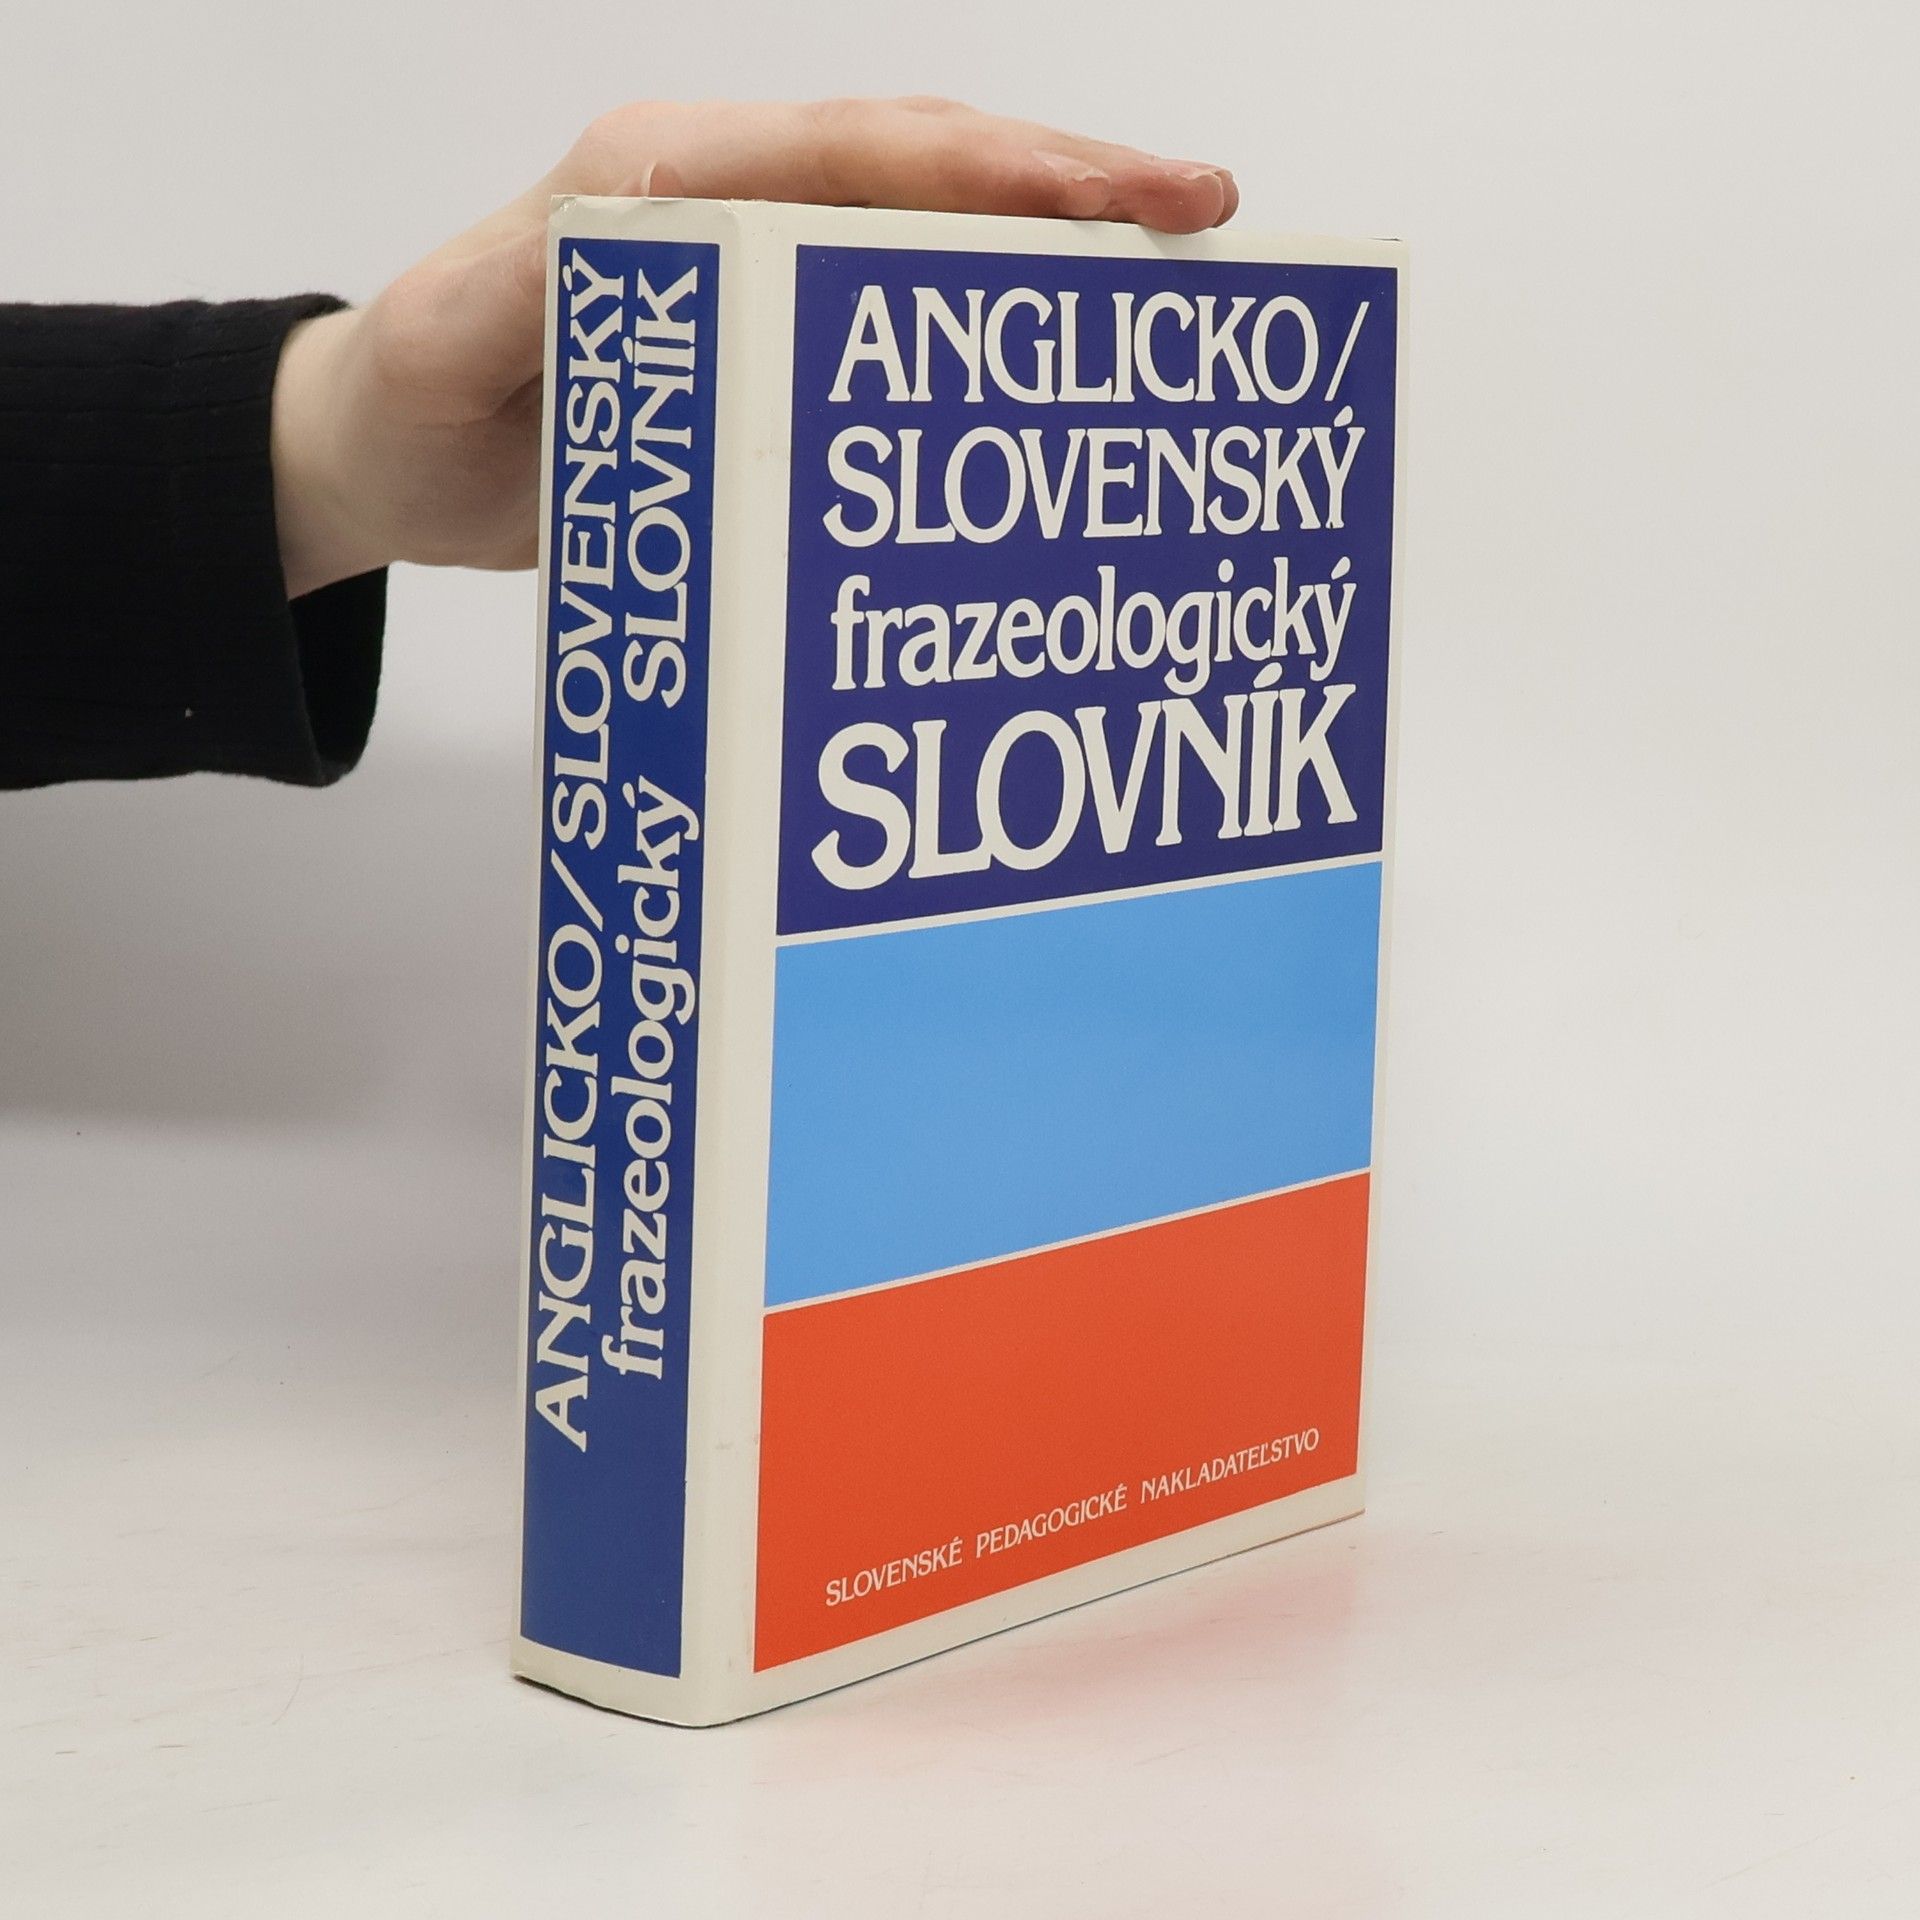 ANGLICKO/SLOVENSKÝ
frazeologický SLOVNÍK
ANGLICKO/
SLOVENSKÝ
frazeologický
SLOVNÍK
SLOVENSKÉ PEDAGOGICKÉ NAKLADATEĽSTVO